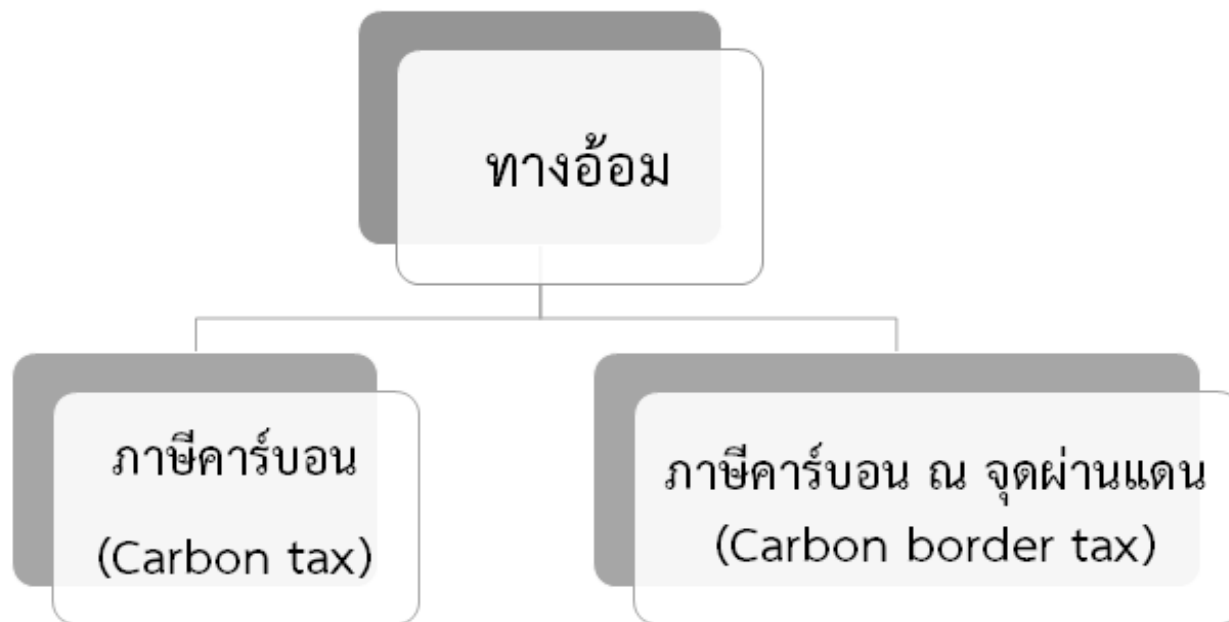 ทางอ้อม
ภาษีคาร์บอน
(Carbon tax)
ภาษีคาร์บอน ณ จุดผ่านแดน
(Carbon border tax)